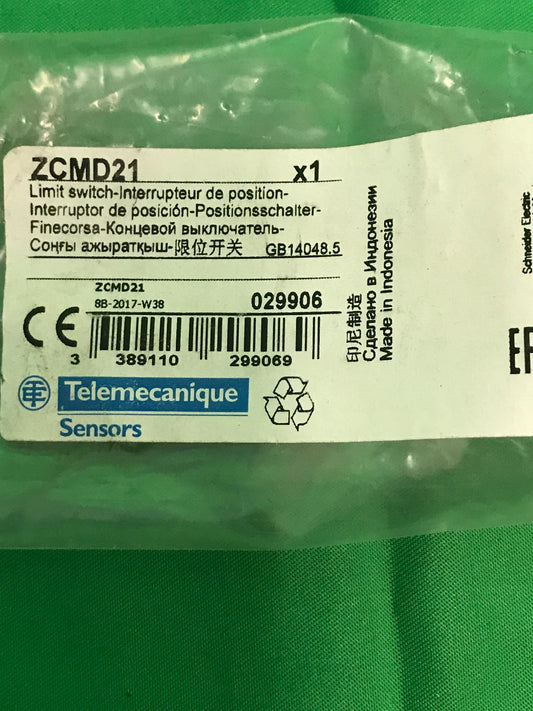 ZCMD21 x1
Limit switch-Interrupteur de position-
Interruptor de posición-Positionsschalter-
Finecorsa-Концевой выключатель-
Соңғы ажыратқыш-限位开关 GB14048.5
ZCMD21
8B-2017-W38 029906
CE
3 389110 299069
Telemecanique
Sensors
印尼制造
Сделано в Индонезии
Made in Indonesia
Schneider Electric